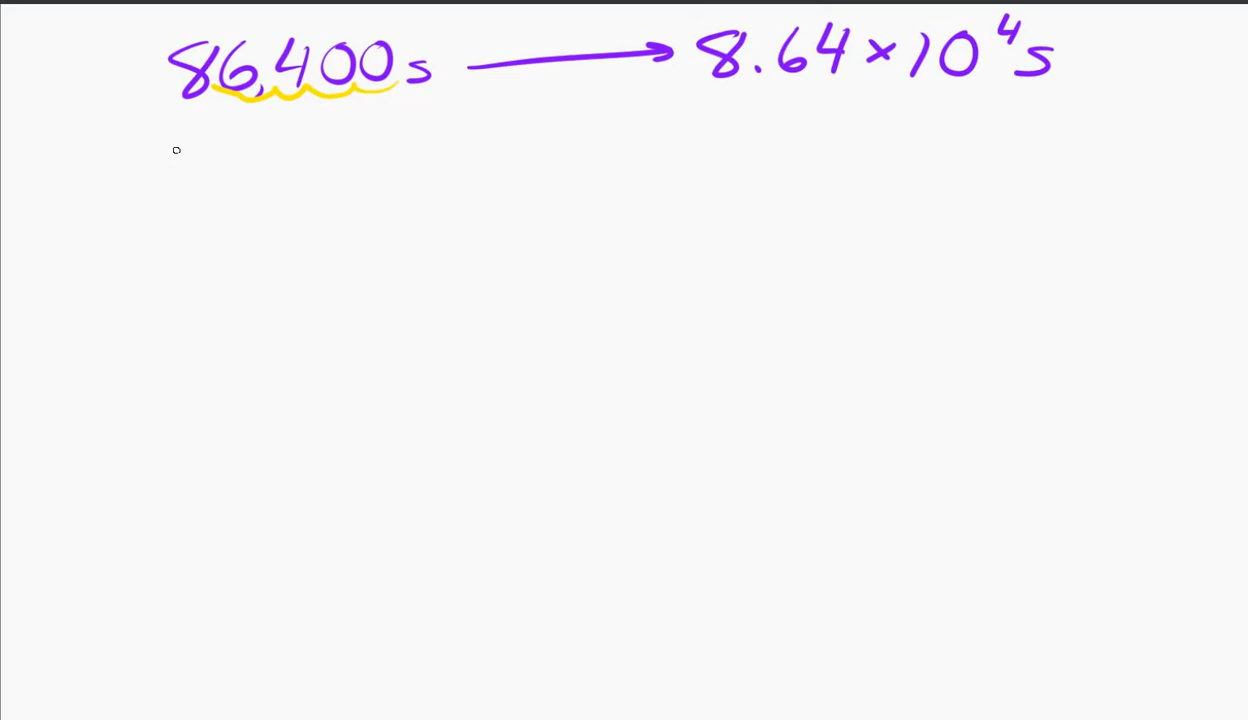 86,400 s → 8.64 × 10⁴ s